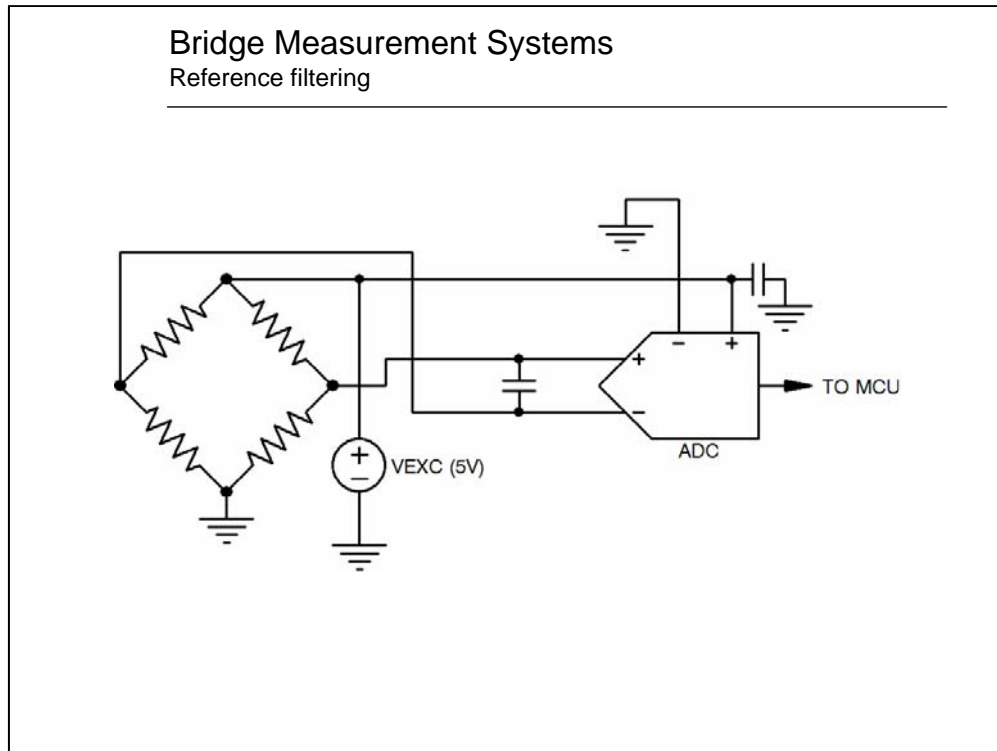 Bridge Measurement Systems
Reference filtering
− +
+
TO MCU
−
ADC
+
VEXC (5V)
−